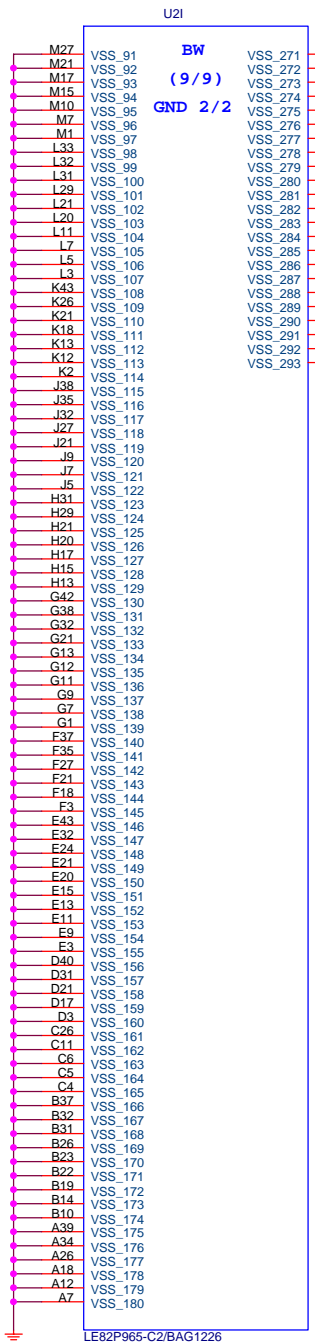 U2I
BW
(9/9)
GND 2/2
M27 VSS_91 VSS_271
M21 VSS_92 VSS_272
M17 VSS_93 VSS_273
M15 VSS_94 VSS_274
M10 VSS_95 VSS_275
M7 VSS_96 VSS_276
M1 VSS_97 VSS_277
L33 VSS_98 VSS_278
L32 VSS_99 VSS_279
L31 VSS_100 VSS_280
L29 VSS_101 VSS_281
L21 VSS_102 VSS_282
L20 VSS_103 VSS_283
L11 VSS_104 VSS_284
L7 VSS_105 VSS_285
L5 VSS_106 VSS_286
L3 VSS_107 VSS_287
K43 VSS_108 VSS_288
K26 VSS_109 VSS_289
K21 VSS_110 VSS_290
K18 VSS_111 VSS_291
K13 VSS_112 VSS_292
K12 VSS_113 VSS_293
K2 VSS_114
J38 VSS_115
J35 VSS_116
J32 VSS_117
J27 VSS_118
J21 VSS_119
J9 VSS_120
J7 VSS_121
J5 VSS_122
H31 VSS_123
H29 VSS_124
H21 VSS_125
H20 VSS_126
H17 VSS_127
H15 VSS_128
H13 VSS_129
G42 VSS_130
G38 VSS_131
G32 VSS_132
G21 VSS_133
G13 VSS_134
G12 VSS_135
G11 VSS_136
G9 VSS_137
G7 VSS_138
G1 VSS_139
F37 VSS_140
F35 VSS_141
F27 VSS_142
F21 VSS_143
F18 VSS_144
F3 VSS_145
E43 VSS_146
E32 VSS_147
E24 VSS_148
E21 VSS_149
E20 VSS_150
E15 VSS_151
E13 VSS_152
E11 VSS_153
E9 VSS_154
E3 VSS_155
D40 VSS_156
D31 VSS_157
D21 VSS_158
D17 VSS_159
D3 VSS_160
C26 VSS_161
C11 VSS_162
C6 VSS_163
C5 VSS_164
C4 VSS_165
B37 VSS_166
B32 VSS_167
B31 VSS_168
B26 VSS_169
B23 VSS_170
B22 VSS_171
B19 VSS_172
B14 VSS_173
B10 VSS_174
A39 VSS_175
A34 VSS_176
A26 VSS_177
A18 VSS_178
A12 VSS_179
A7 VSS_180
LE82P965-C2/BAG1226